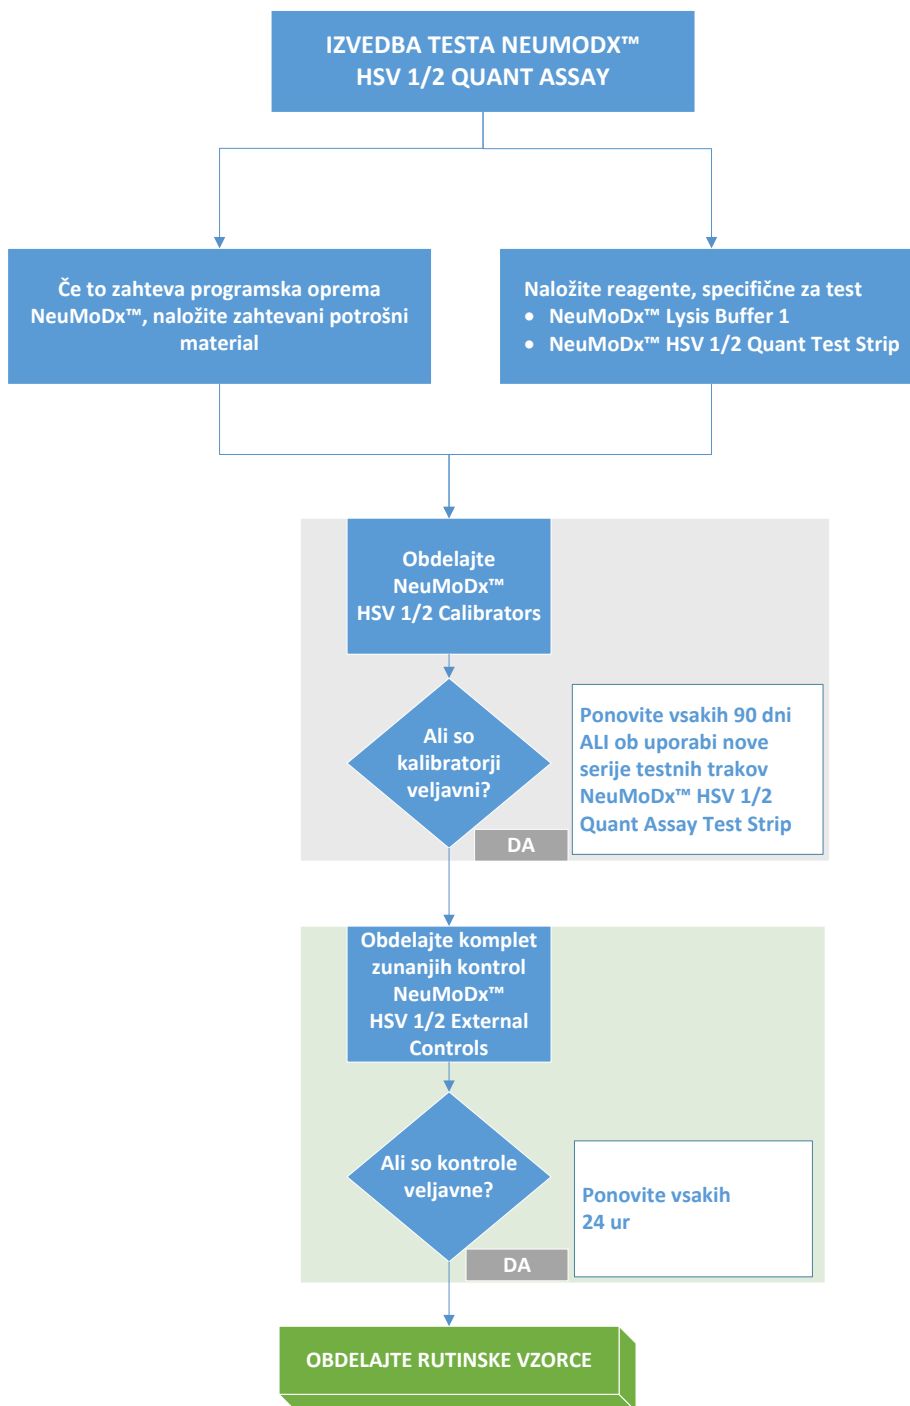 IZVEDBA TESTA NEUMODX™
HSV 1/2 QUANT ASSAY
Če to zahteva programska oprema
NeuMoDx™, naložite zahtevani potrošni
material
Naložite reagente, specifične za test
• NeuMoDx™ Lysis Buffer 1
• NeuMoDx™ HSV 1/2 Quant Test Strip
Obdelajte
NeuMoDx™
HSV 1/2 Calibrators
Ali so
kalibratorji
veljavni?
Ponovite vsakih 90 dni
ALI ob uporabi nove
serije testnih trakov
NeuMoDx™ HSV 1/2
Quant Assay Test Strip
DA
Obdelajte komplet
zunanjih kontrol
NeuMoDx™
HSV 1/2 External
Controls
Ali so kontrole
veljavne?
Ponovite vsakih
24 ur
DA
OBDELAJTE RUTINSKE VZORCE